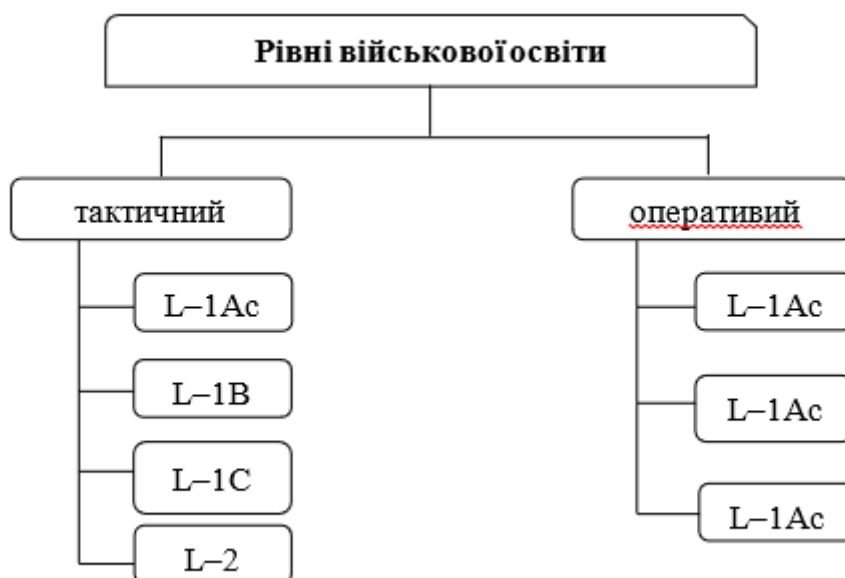 Рівні військової освіти
тактичний
L–1Ac
L–1B
L–1C
L–2
оперативий
L–1Ac
L–1Ac
L–1Ac